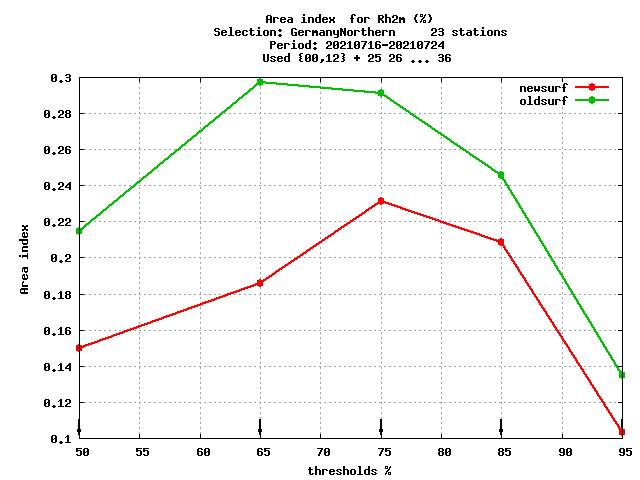 Area index  for Rh2m (%)
Selection: GermanyNorthern     23 stations
Period: 20210716-20210724
Used {00,12} + 25 26 ... 36
newsurf
oldsurf
0.3
0.28
0.26
0.24
0.22
0.2
0.18
0.16
0.14
0.12
0.1
Area index
50 55 60 65 70 75 80 85 90 95
thresholds %